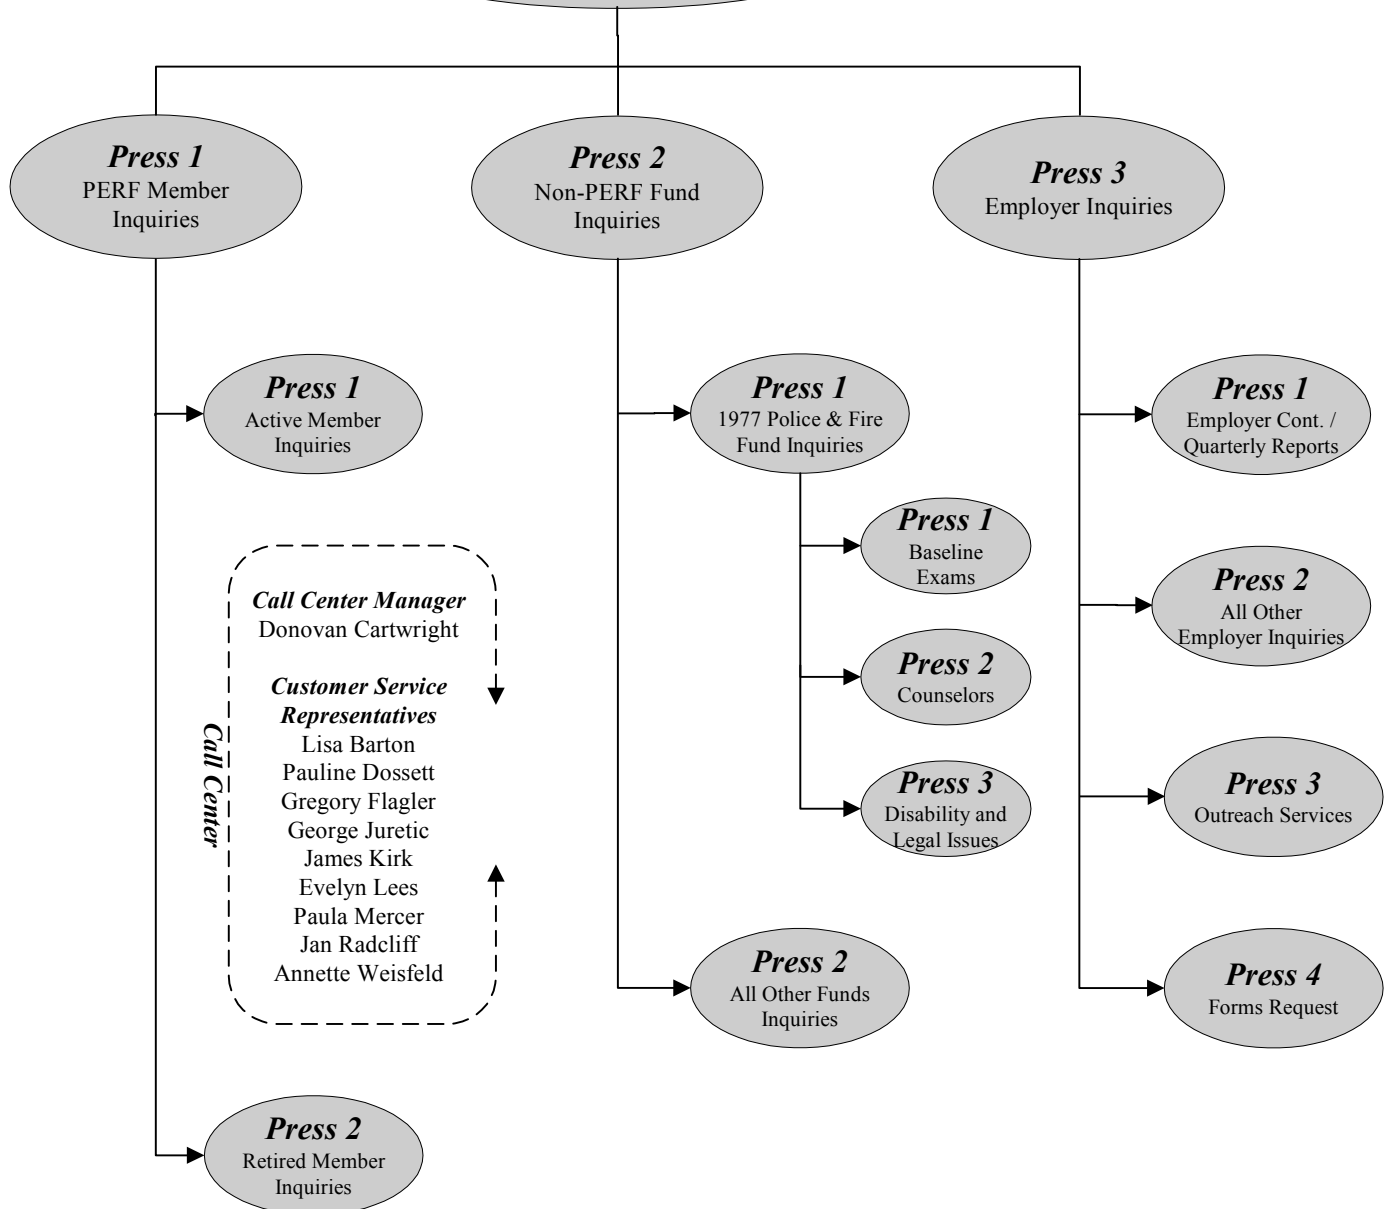 Press 1
PERF Member
Inquiries
Press 2
Non-PERF Fund
Inquiries
Press 3
Employer Inquiries
Press 1
Active Member
Inquiries
Press 1
1977 Police & Fire
Fund Inquiries
Press 1
Employer Cont. /
Quarterly Reports
Press 1
Baseline
Exams
Press 2
All Other
Employer Inquiries
Call Center Manager
Donovan Cartwright
Customer Service
Representatives
Lisa Barton
Pauline Dossett
Gregory Flagler
George Juretic
James Kirk
Evelyn Lees
Paula Mercer
Jan Radcliff
Annette Weisfeld
Call Center
Press 2
Counselors
Press 3
Disability and
Legal Issues
Press 3
Outreach Services
Press 2
All Other Funds
Inquiries
Press 4
Forms Request
Press 2
Retired Member
Inquiries